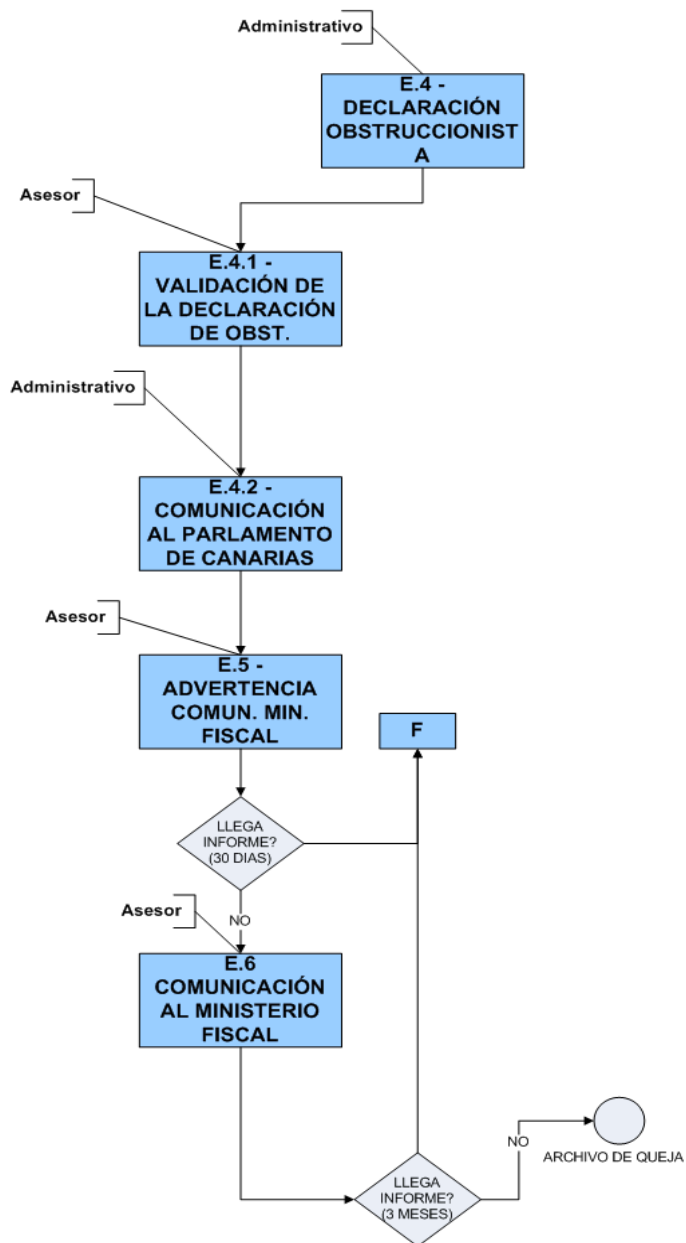 Administrativo
E.4 -
DECLARACIÓN
OBSTRUCCIONIST
A
Asesor
E.4.1 -
VALIDACIÓN DE
LA DECLARACIÓN
DE OBST.
Administrativo
E.4.2 -
COMUNICACIÓN
AL PARLAMENTO
DE CANARIAS
Asesor
E.5 -
ADVERTENCIA
COMUN. MIN.
FISCAL
F
LLEGA
INFORME?
(30 DIAS)
NO
Asesor
E.6
COMUNICACIÓN
AL MINISTERIO
FISCAL
LLEGA
INFORME?
(3 MESES)
NO
ARCHIVO DE QUEJA